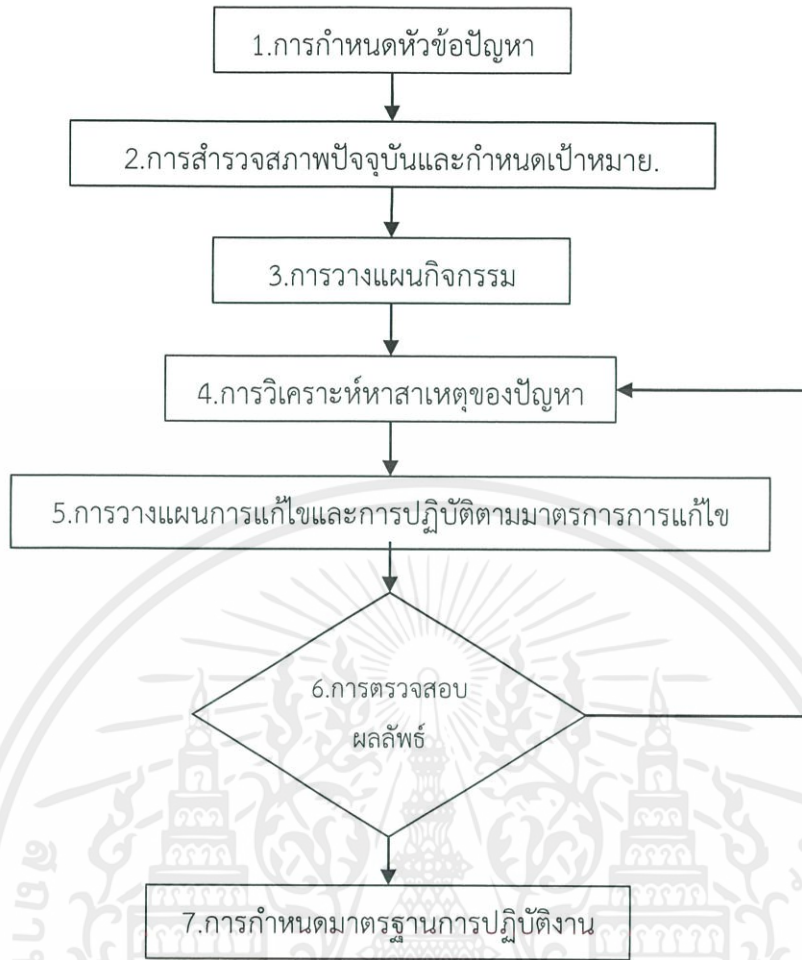 1.การกำหนดหัวข้อปัญหา
2.การสำรวจสภาพปัจจุบันและกำหนดเป้าหมาย.
3.การวางแผนกิจกรรม
4.การวิเคราะห์หาสาเหตุของปัญหา
5.การวางแผนการแก้ไขและการปฏิบัติตามมาตรการการแก้ไข
6.การตรวจสอบ
ผลลัพธ์
7.การกำหนดมาตรฐานการปฏิบัติงาน